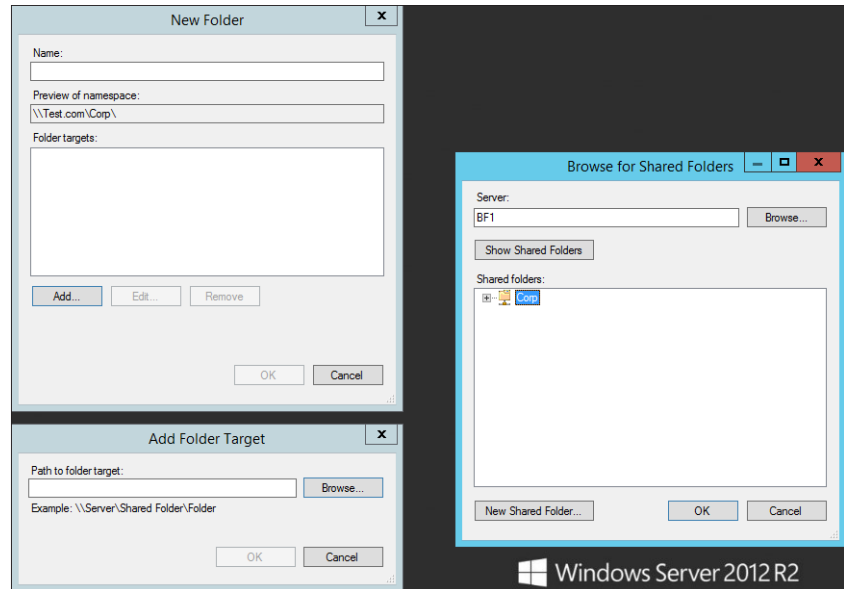 New Folder
Name:
Preview of namespace:
\\Test.com\Corp\
Folder targets:
Add... Edit... Remove
OK Cancel
Add Folder Target
Path to folder target:
Browse...
Example: \\Server\Shared Folder\Folder
OK Cancel
Browse for Shared Folders
Server:
BF1 Browse...
Show Shared Folders
Shared folders:
Corp
New Shared Folder... OK Cancel
Windows Server 2012 R2